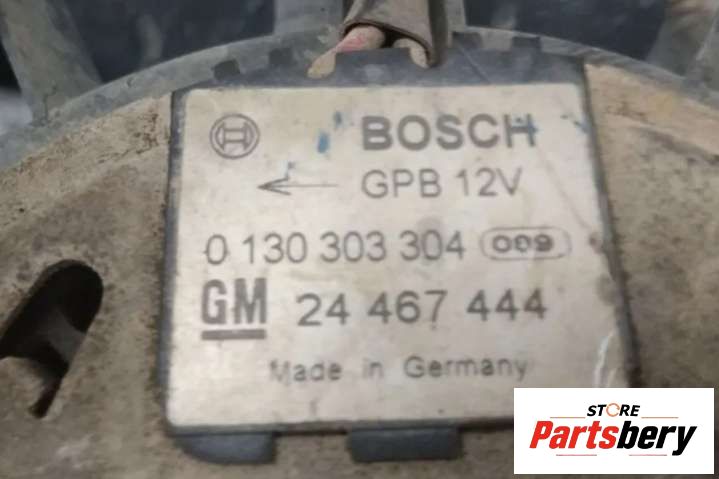 BOSCH
GPB 12V
0 130 303 304 009
GM 24 467 444
Made in Germany
STORE
Partsbery